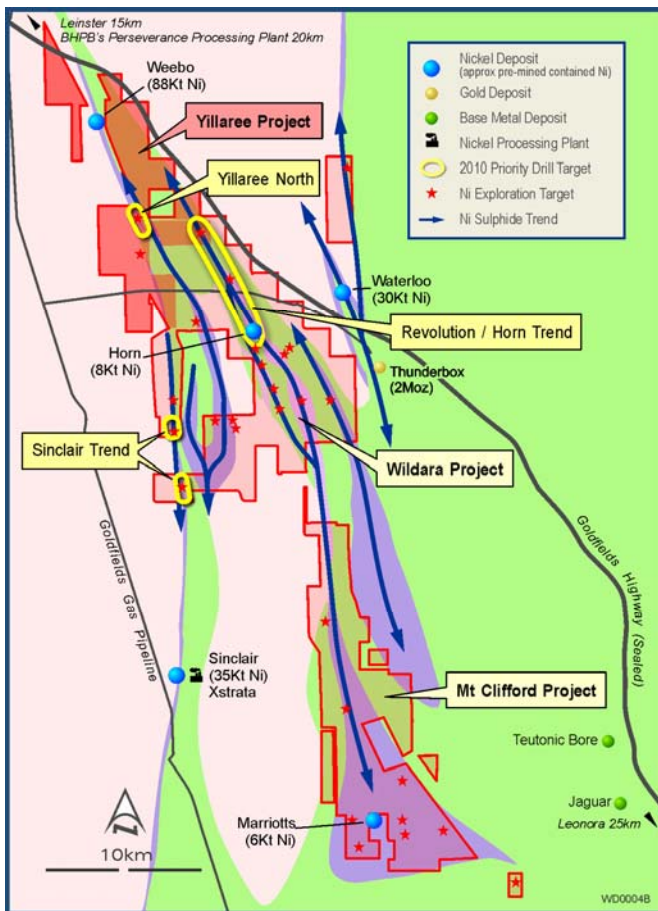 Leinster 15km
BHPB's Perseverance Processing Plant 20km
Weebo
(88Kt Ni)
Yillaree Project
Yillaree North
Nickel Deposit
(approx pre-mined contained Ni)
Gold Deposit
Base Metal Deposit
Nickel Processing Plant
2010 Priority Drill Target
Ni Exploration Target
Ni Sulphide Trend
Waterloo
(30Kt Ni)
Revolution / Horn Trend
Horn
(8Kt Ni)
Thunderbox
(2Moz)
Sinclair Trend
Wildara Project
Goldfields Gas Pipeline
Goldfields Highway (Sealed)
Sinclair
(35Kt Ni)
Xstrata
Mt Clifford Project
Teutonic Bore
Jaguar
Leonora 25km
Marriotts
(6Kt Ni)
N
10km
WD0004B